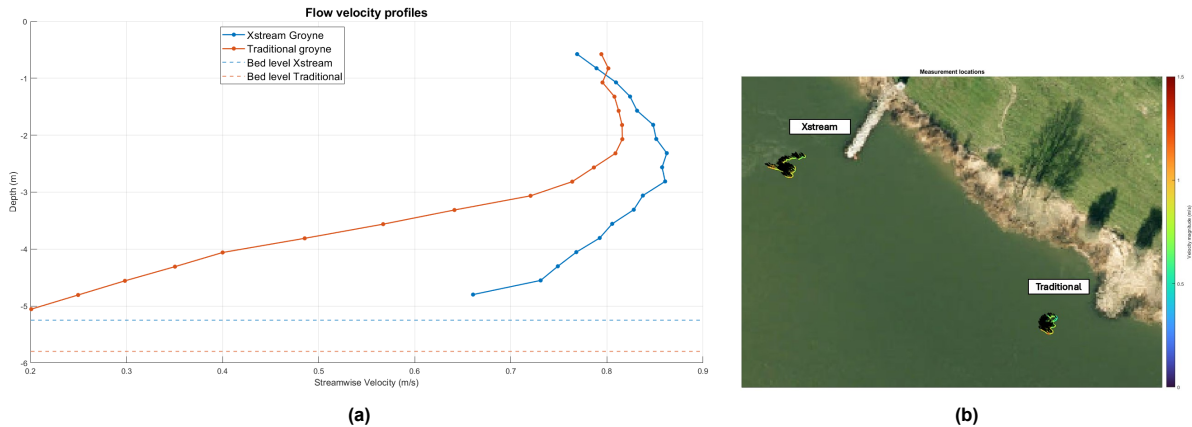 Flow velocity profiles
Xstream Groyne
Traditional groyne
Bed level Xstream
Bed level Traditional
0
-1
-2
-3
-4
-5
-6
Depth (m)
0.2 0.3 0.4 0.5 0.6 0.7 0.8 0.9
Streamwise Velocity (m/s)
(a)
Measurement locations
Xstream
Traditional
1.5
1
0.5
0
Velocity magnitude (m/s)
(b)